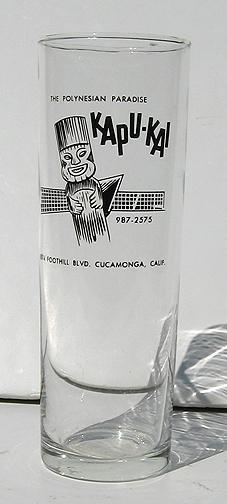 THE POLYNESIAN PARADISE
KAPU-KAI
987-2575
FOOTHILL BLVD. CUCAMONGA, CALIF.